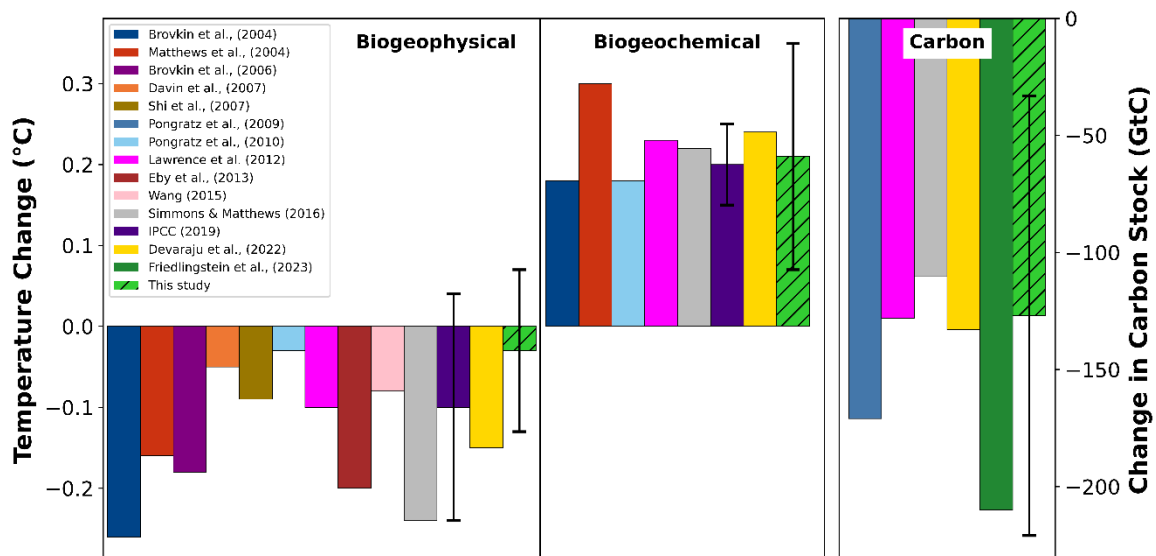 Biogeophysical
Biogeochemical
Carbon
Brovkin et al., (2004)
Matthews et al., (2004)
Brovkin et al., (2006)
Davin et al., (2007)
Shi et al., (2007)
Pongratz et al., (2009)
Pongratz et al., (2010)
Lawrence et al. (2012)
Eby et al., (2013)
Wang (2015)
Simmons & Matthews (2016)
IPCC (2019)
Devaraju et al., (2022)
Friedlingstein et al., (2023)
This study
Temperature Change (°C)
0.3
0.2
0.1
0.0
−0.1
−0.2
0
−50
−100
−150
−200
Change in Carbon Stock (GtC)